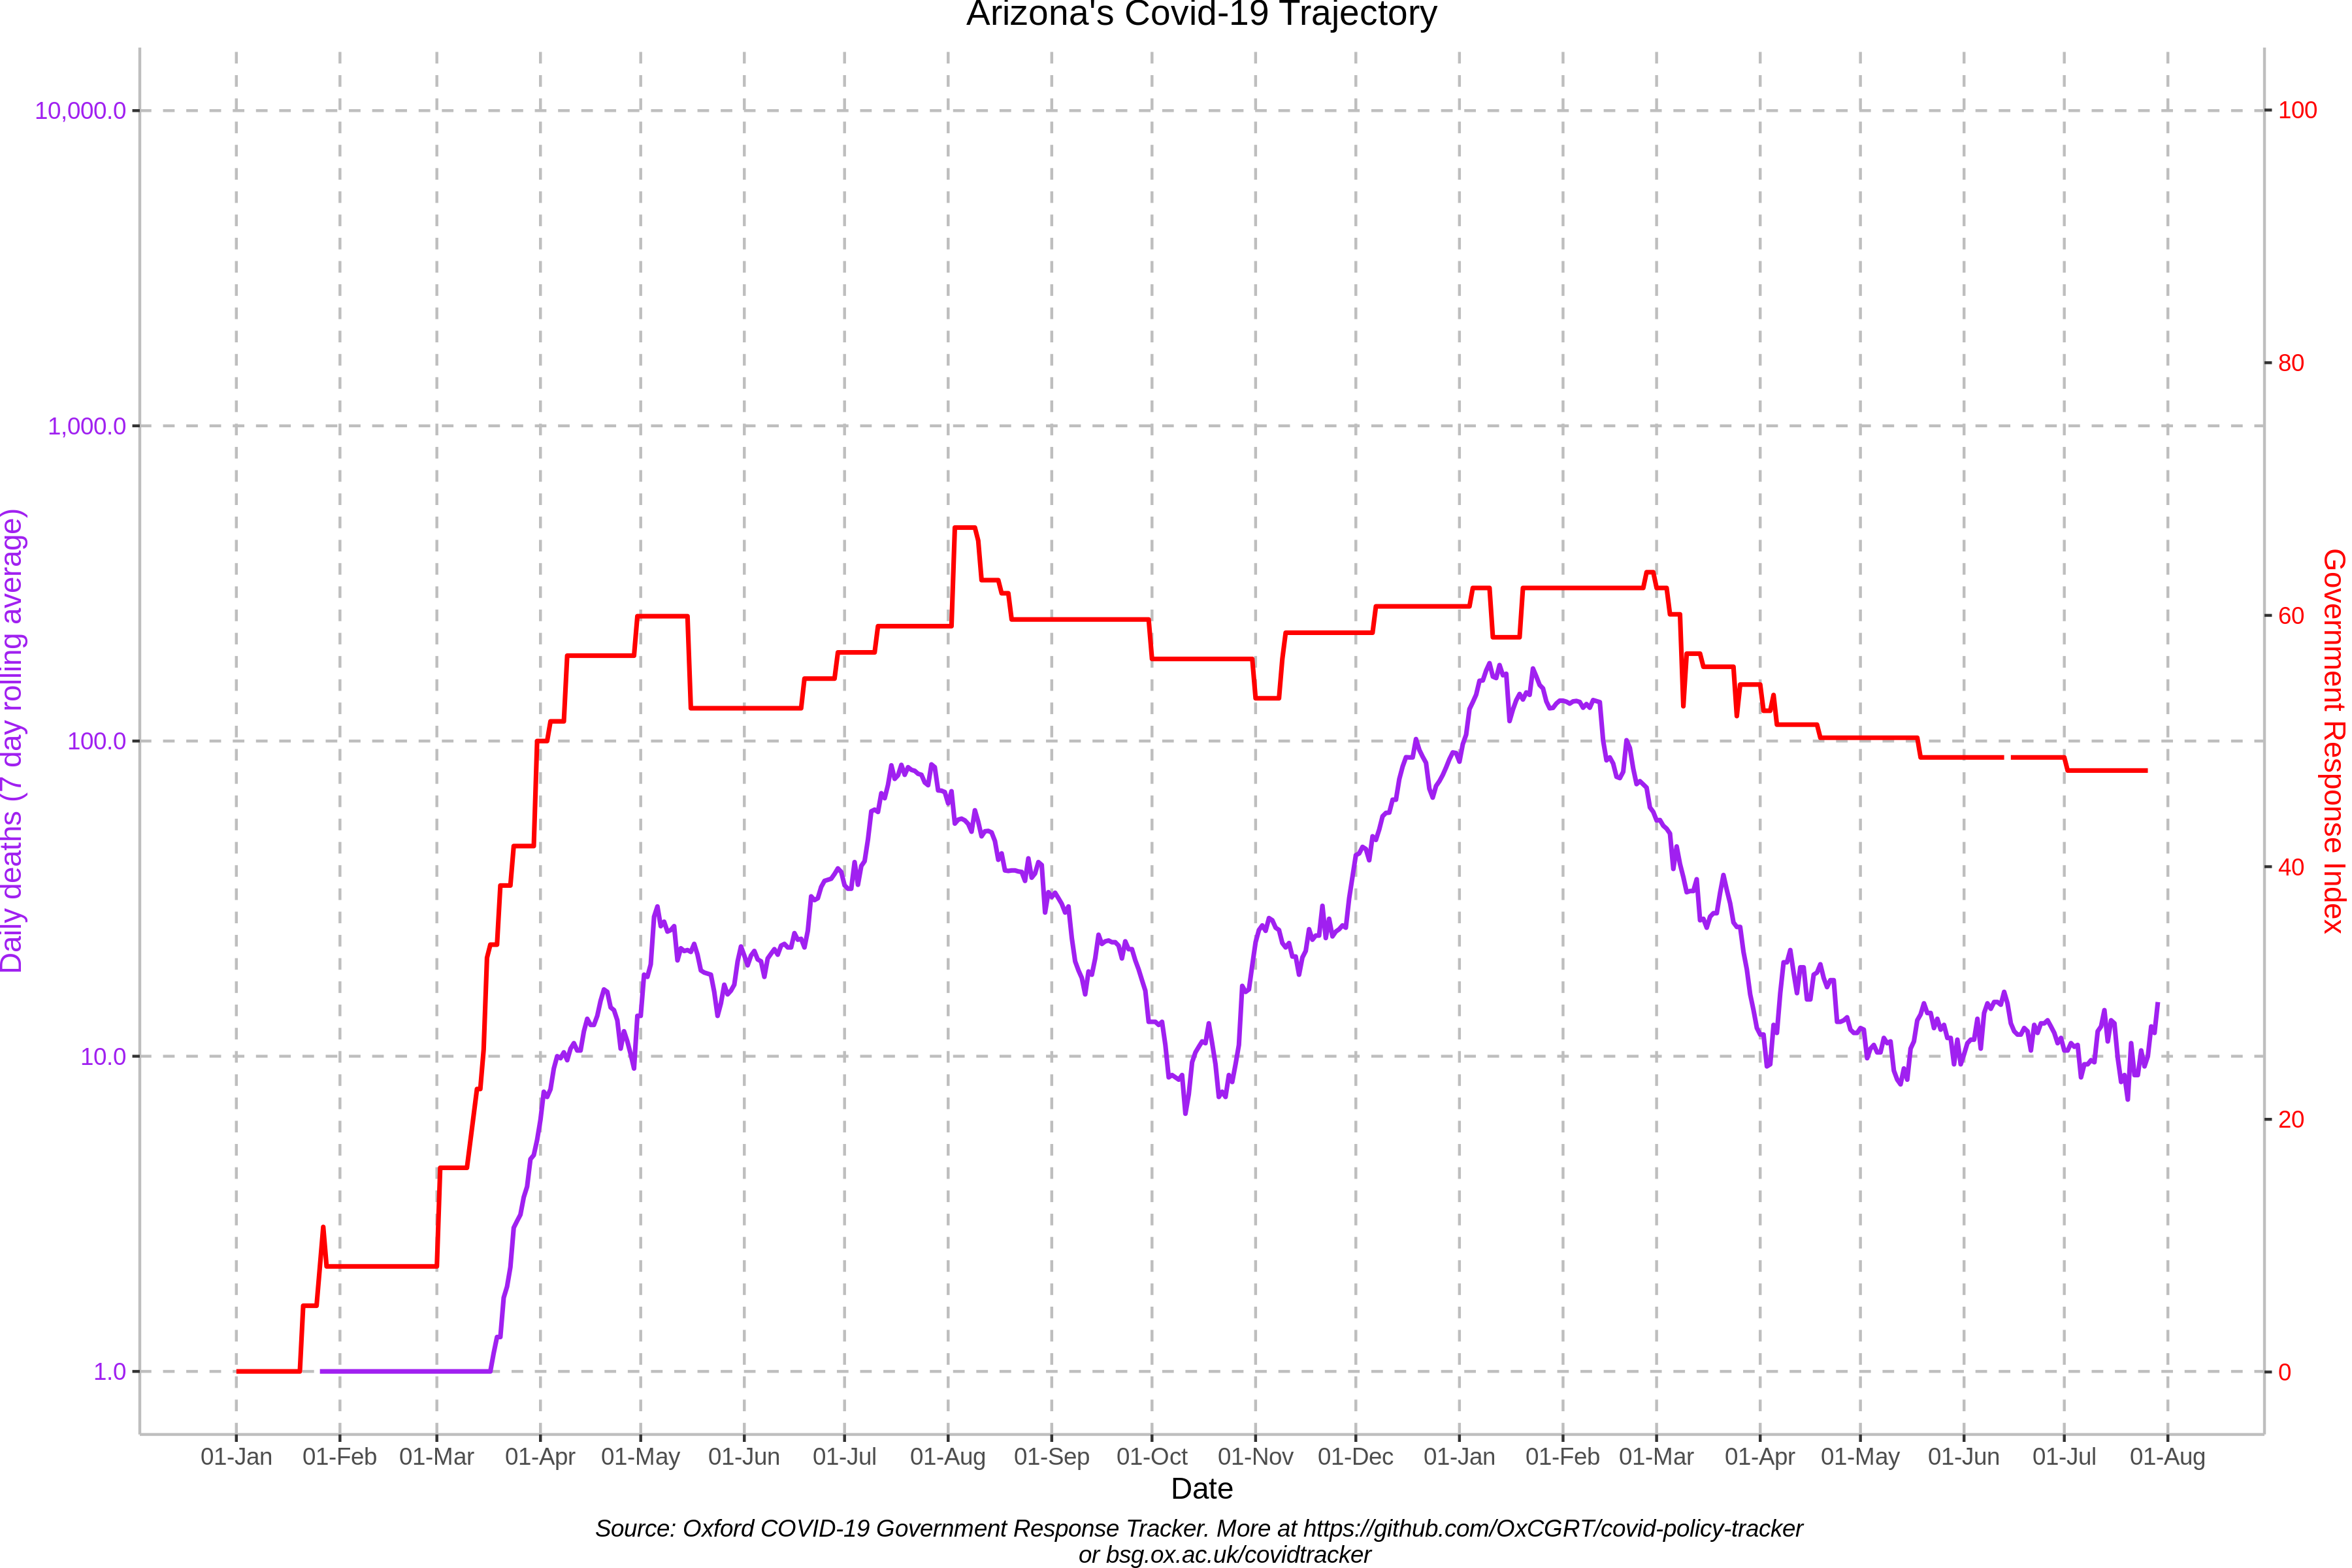 Arizona's Covid-19 Trajectory
10,000.0
1,000.0
100.0
10.0
1.0
Daily deaths (7 day rolling average)
100
80
60
40
20
0
Government Response Index
01-Jan 01-Feb 01-Mar 01-Apr 01-May 01-Jun 01-Jul 01-Aug 01-Sep 01-Oct 01-Nov 01-Dec 01-Jan 01-Feb 01-Mar 01-Apr 01-May 01-Jun 01-Jul 01-Aug
Date
Source: Oxford COVID-19 Government Response Tracker. More at https://github.com/OxCGRT/covid-policy-tracker
or bsg.ox.ac.uk/covidtracker